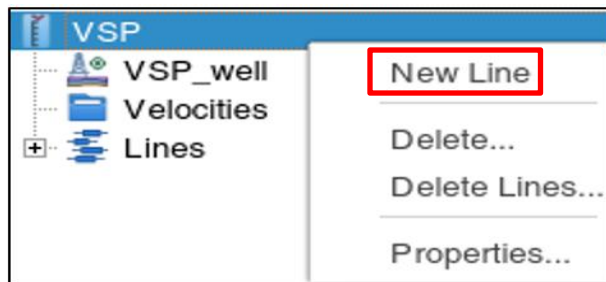 VSP
VSP_well
Velocities
Lines
New Line
Delete...
Delete Lines...
Properties...